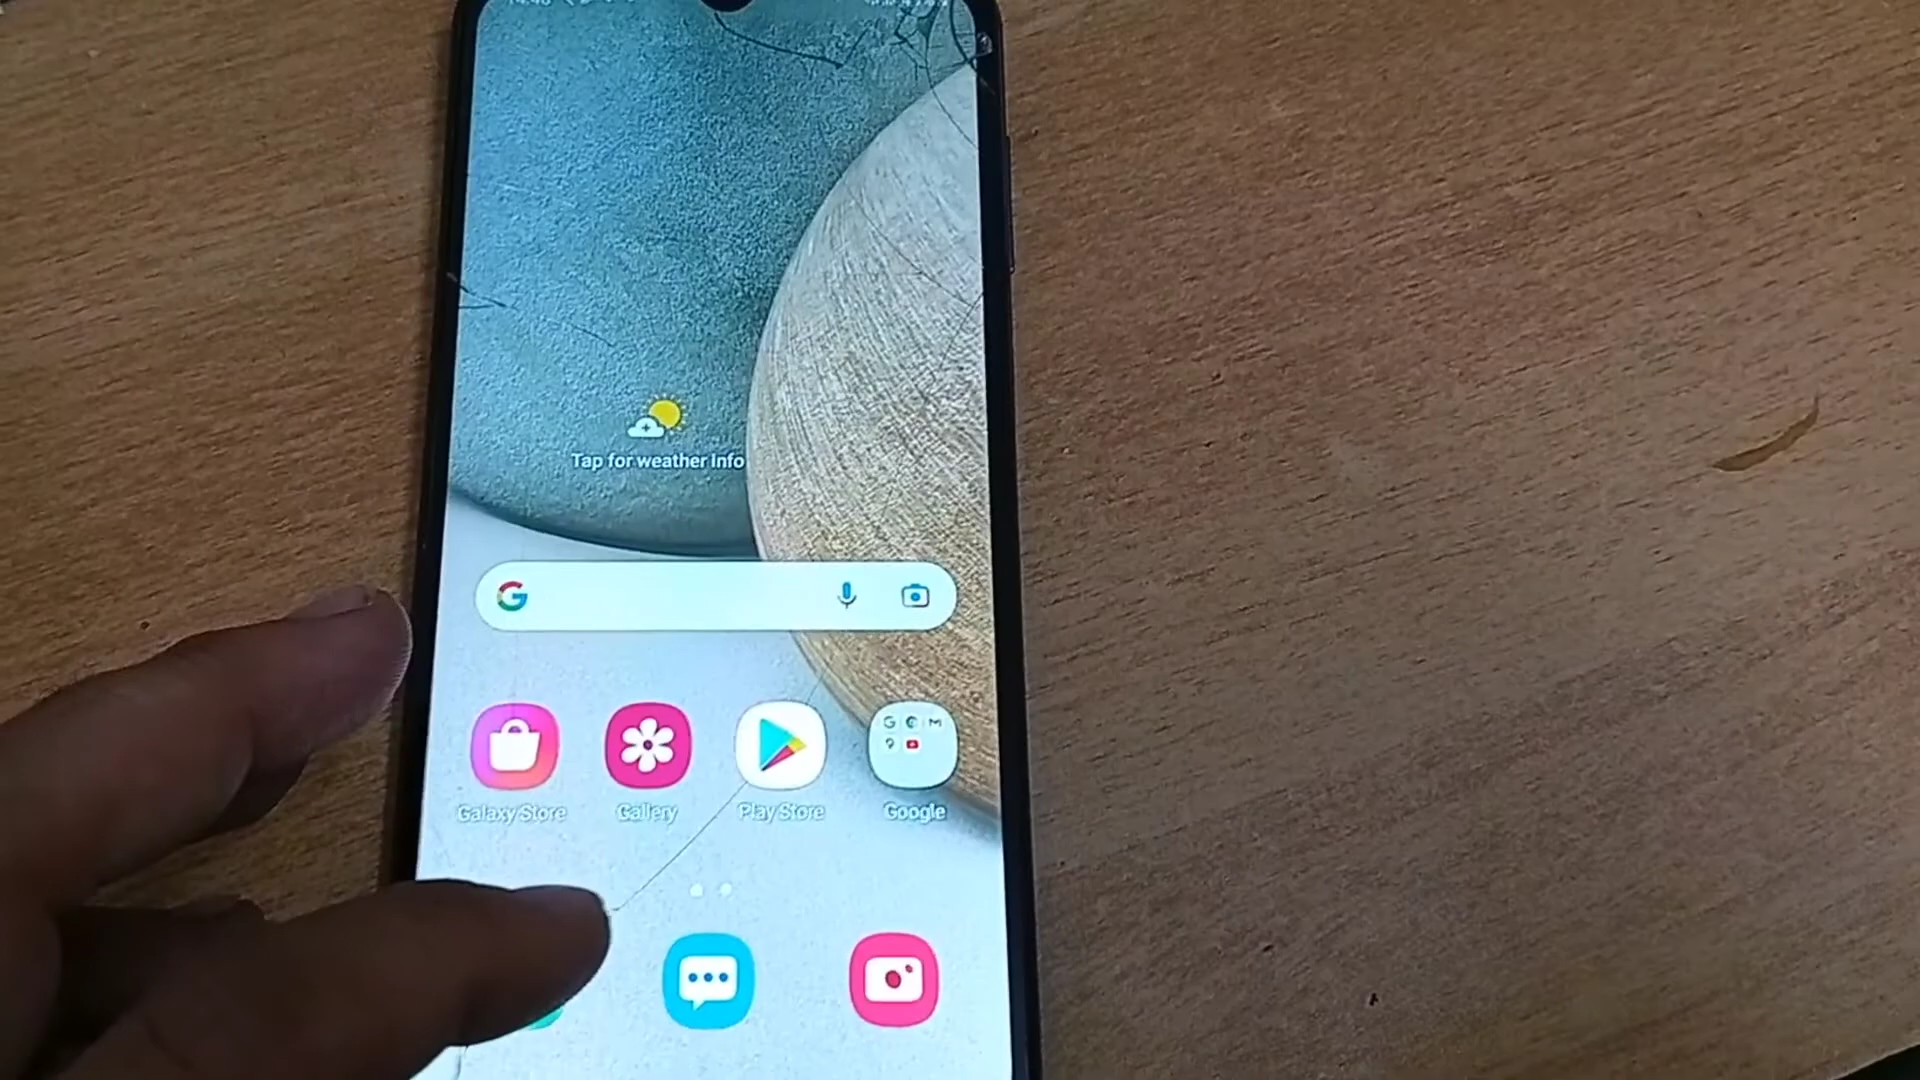 Tap for weather info
G
Galaxy Store
Gallery
Play Store
Google